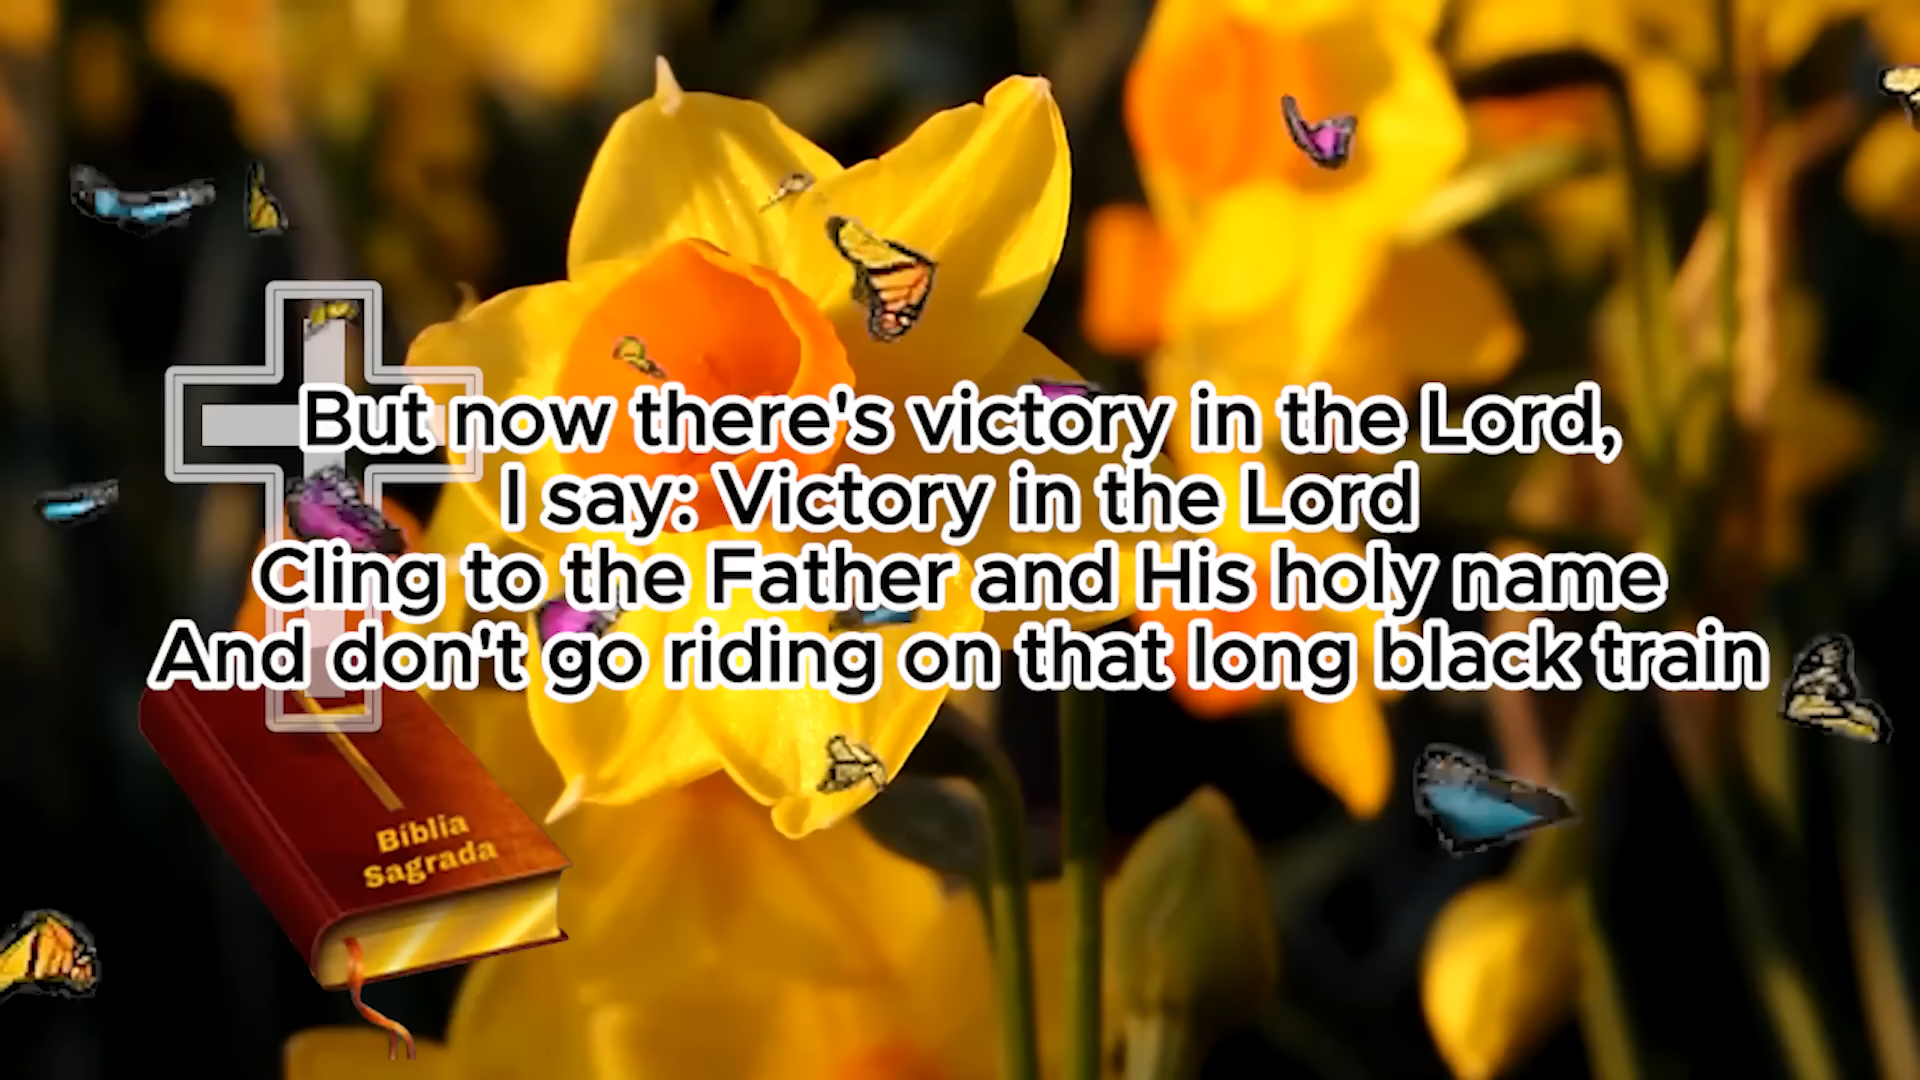 But now there's victory in the Lord,
I say: Victory in the Lord
Cling to the Father and His holy name
And don't go riding on that long black train
Bíblia
Sagrada